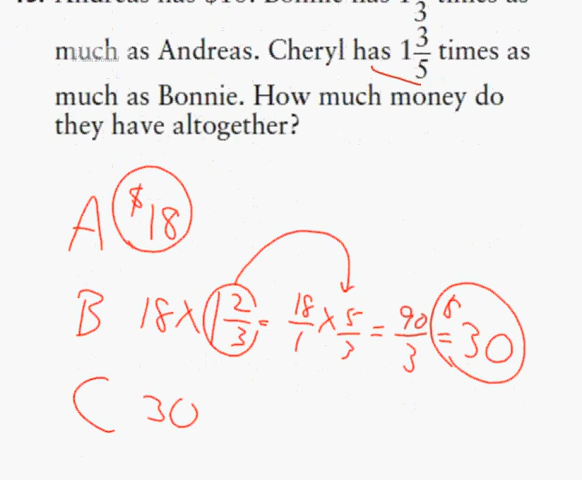 3
much as Andreas. Cheryl has 1 3/5 times as
much as Bonnie. How much money do
they have altogether?
A $18
B 18 × 1 2/3 = 18/1 × 5/3 = 90/3 = $30
C 30